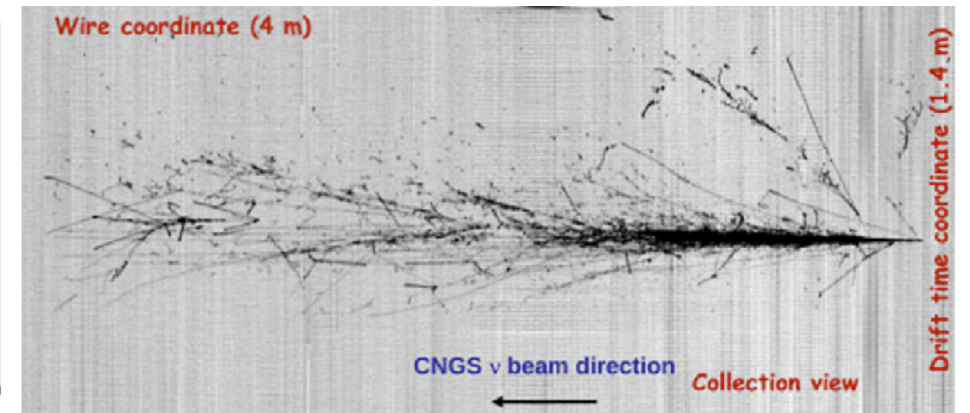 Wire coordinate (4 m)
Drift time coordinate (1.4 m)
CNGS ν beam direction
Collection view